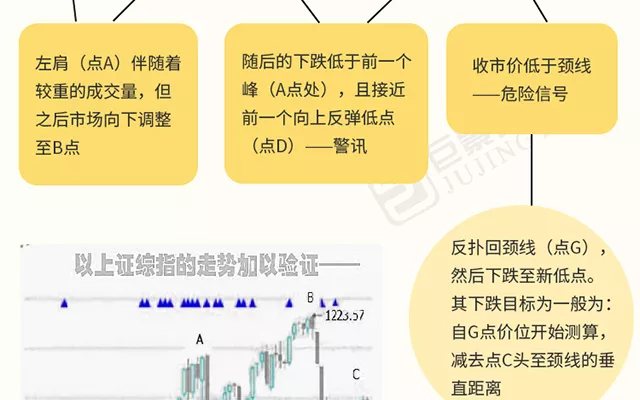 左肩（点A）伴随着
较重的成交量，但
之后市场向下调整
至B点
随后的下跌低于前一个
峰（A点处），且接近
前一个向上反弹低点
（点D）——警讯
收市价低于颈线
——危险信号
反扑回颈线（点G），
然后下跌至新低点。
其下跌目标为一般为：
自G点价位开始测算，
减去点C头至颈线的垂
直距离
以上证综指的走势加以验证——
B
1223.57
A
C